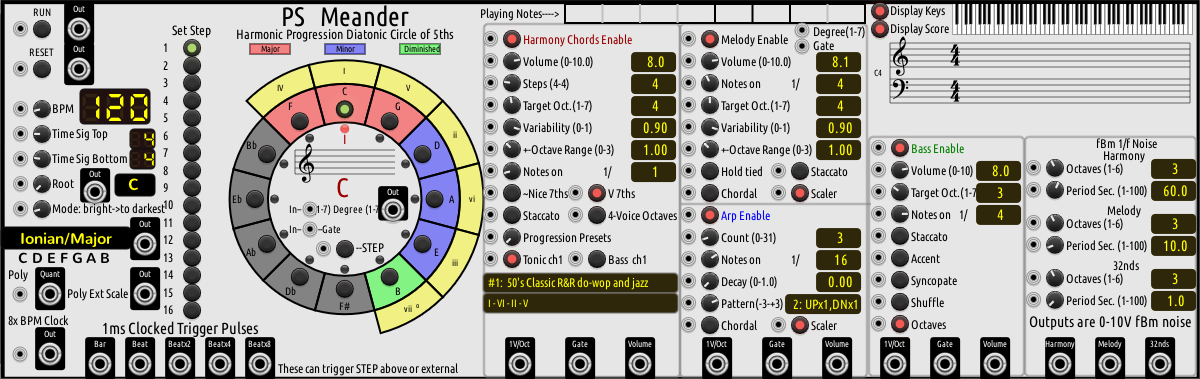 RUN
Out
RESET
Out
BPM
120
Time Sig Top
4
Time Sig Bottom
4
Root
Out
C
Mode: bright->to darkest
Out
Ionian/Major
C D E F G A B
Poly
Quant
Poly Ext Scale
Out
8x BPM Clock
Out
1ms Clocked Trigger Pulses
Bar
Beat
Beatx2
Beatx4
Beatx8
These can trigger STEP above or external
Set Step
1
2
3
4
5
6
7
8
9
10
11
12
13
14
15
16
PS Meander
Harmonic Progression Diatonic Circle of 5ths
Major
Minor
Diminished
IV
I
V
ii
vi
iii
vii°
F
C
G
D
A
E
B
F#
Db
Ab
Eb
Bb
I
C
Out
In-
(1-7) Degree (1-7
In-
-Gate
--STEP
Playing Notes---->
Harmony Chords Enable
Volume (0-10.0)
8.0
Steps (4-4)
4
Target Oct.(1-7)
4
Variability (0-1)
0.90
+-Octave Range (0-3)
1.00
Notes on 1/
1
~Nice 7ths
V 7ths
Staccato
4-Voice Octaves
Progression Presets
Tonic ch1
Bass ch1
#1: 50's Classic R&R do-wop and jazz
I - VI - II - V
1V/Oct
Gate
Volume
Melody Enable
Degree(1-7)
Gate
Volume (0-10.0)
8.1
Notes on 1/
4
Target Oct.(1-7)
4
Variability (0-1)
0.90
+-Octave Range (0-3)
1.00
Hold tied
Staccato
Chordal
Scaler
Arp Enable
Count (0-31)
3
Notes on 1/
16
Decay (0-1.0)
0.00
Pattern(-3-+3)
2: UPx1,DNx1
Chordal
Scaler
1V/Oct
Gate
Volume
Display Keys
Display Score
C4
4
4
4
4
Bass Enable
Volume (0-10)
8.0
Target Oct.(1-7
3
Notes on 1/
4
Staccato
Accent
Syncopate
Shuffle
Octaves
1V/Oct
Gate
Volume
fBm 1/f Noise
Harmony
Octaves (1-6)
3
Period Sec. (1-100)
60.0
Melody
Octaves (1-6)
3
Period Sec. (1-100)
10.0
32nds
Octaves (1-6)
3
Period Sec. (1-100)
1.0
Outputs are 0-10V fBm noise
Harmony
Melody
32nds